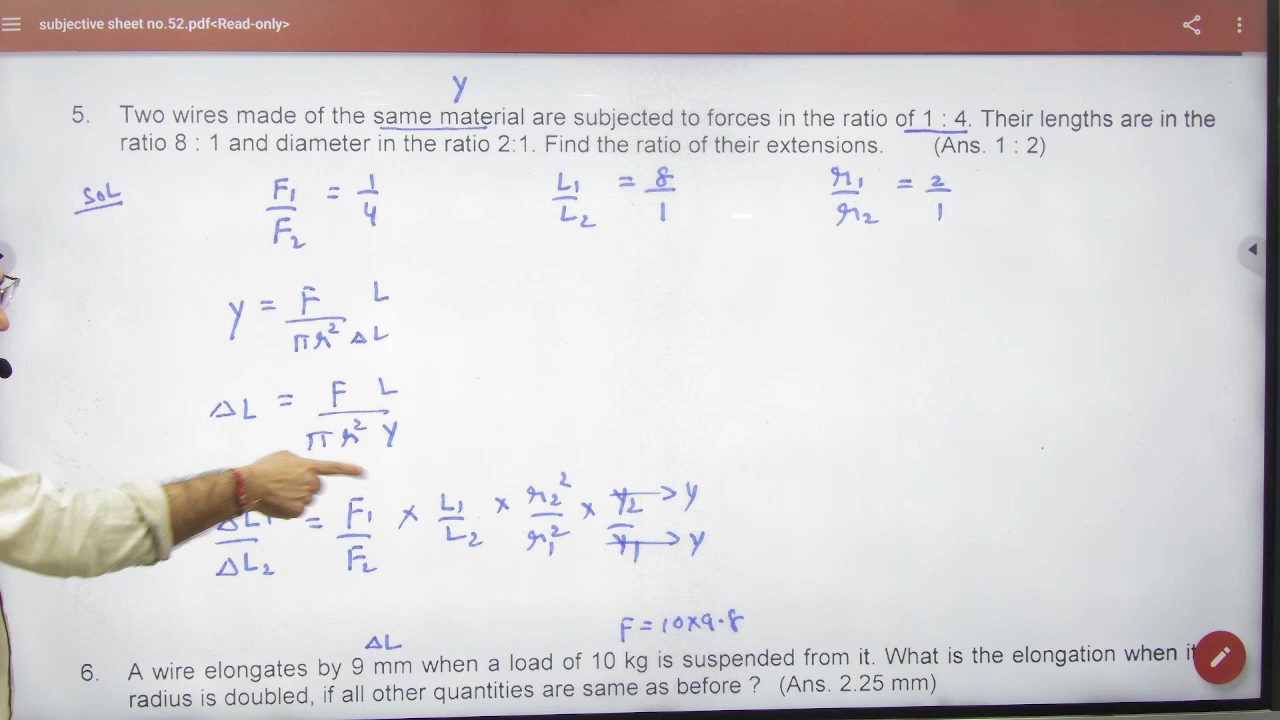 subjective sheet no.52.pdf<Read-only>
Y
5. Two wires made of the same material are subjected to forces in the ratio of 1 : 4. Their lengths are in the
ratio 8 : 1 and diameter in the ratio 2:1. Find the ratio of their extensions. (Ans. 1 : 2)
Sol F₁/F₂ = 1/4 L₁/L₂ = 8/1 r₁/r₂ = 2/1
Y = F L / πr² ΔL
ΔL = F L / πr² Y
ΔL₁/ΔL₂ = F₁/F₂ × L₁/L₂ × r₂²/r₁² × Y₂/Y₁ → Y → Y
ΔL F = 10×9.8
6. A wire elongates by 9 mm when a load of 10 kg is suspended from it. What is the elongation when it
radius is doubled, if all other quantities are same as before ? (Ans. 2.25 mm)